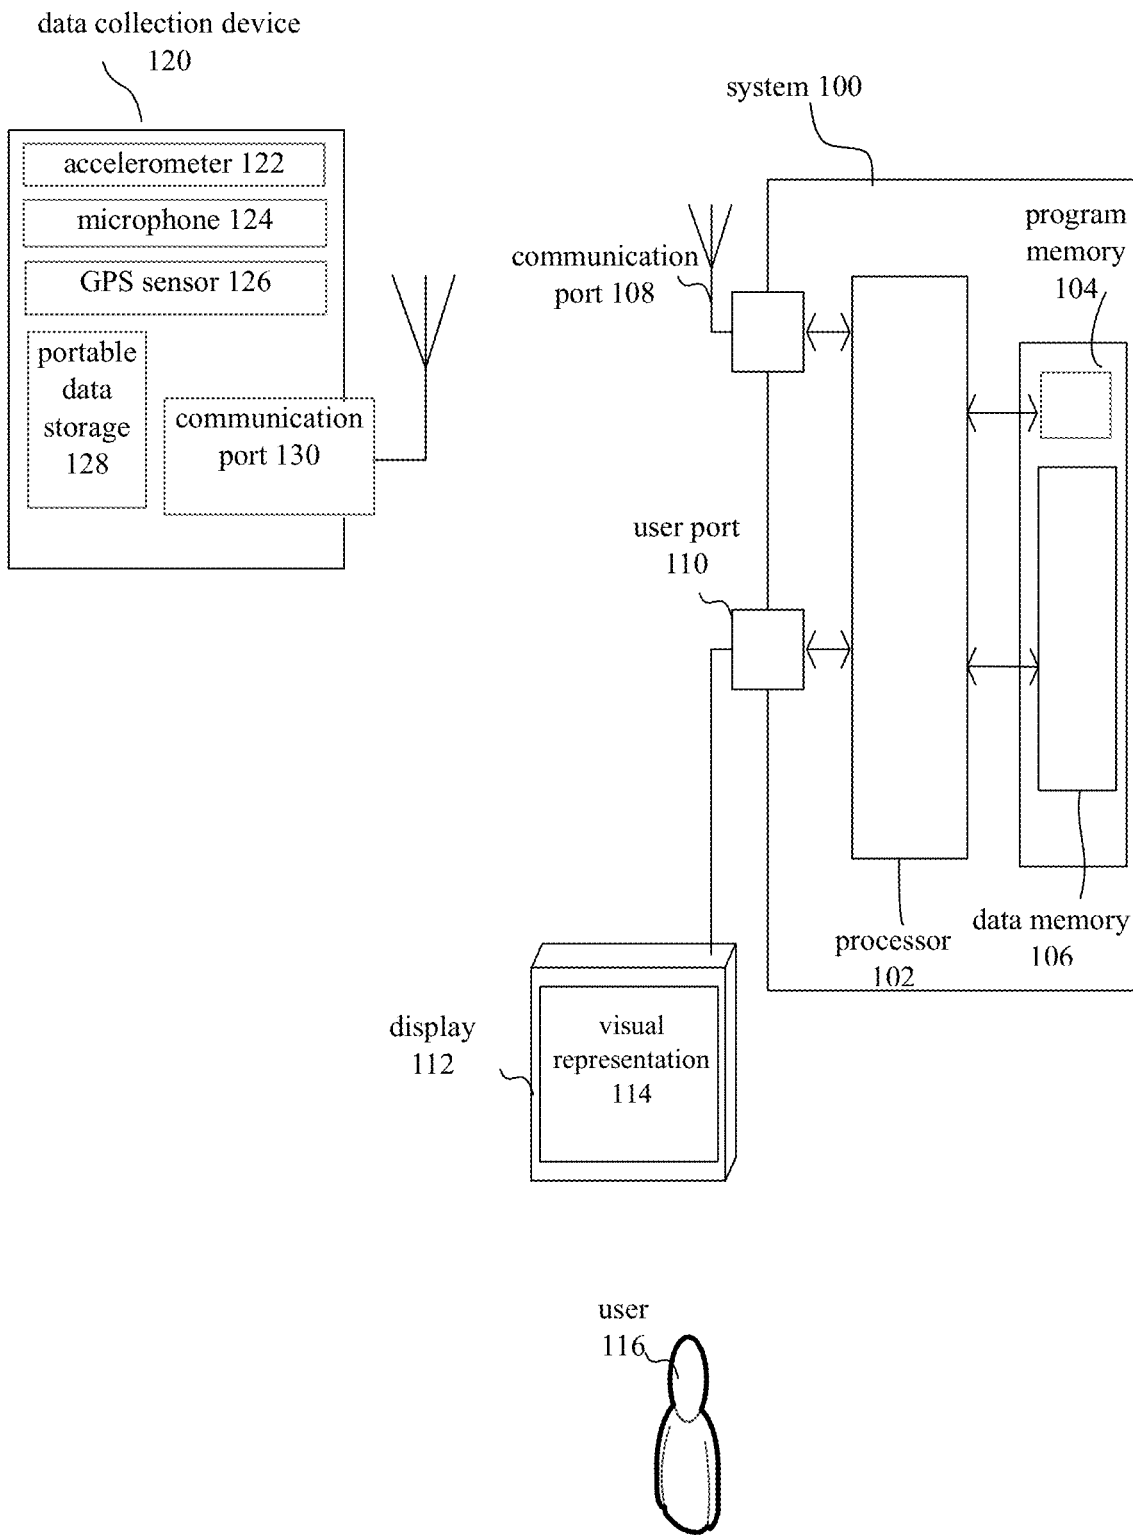 data collection device
120
accelerometer 122
microphone 124
GPS sensor 126
portable
data
storage
128
communication
port 130
system 100
communication
port 108
program
memory
104
user port
110
processor
102
data memory
106
display
112
visual
representation
114
user
116